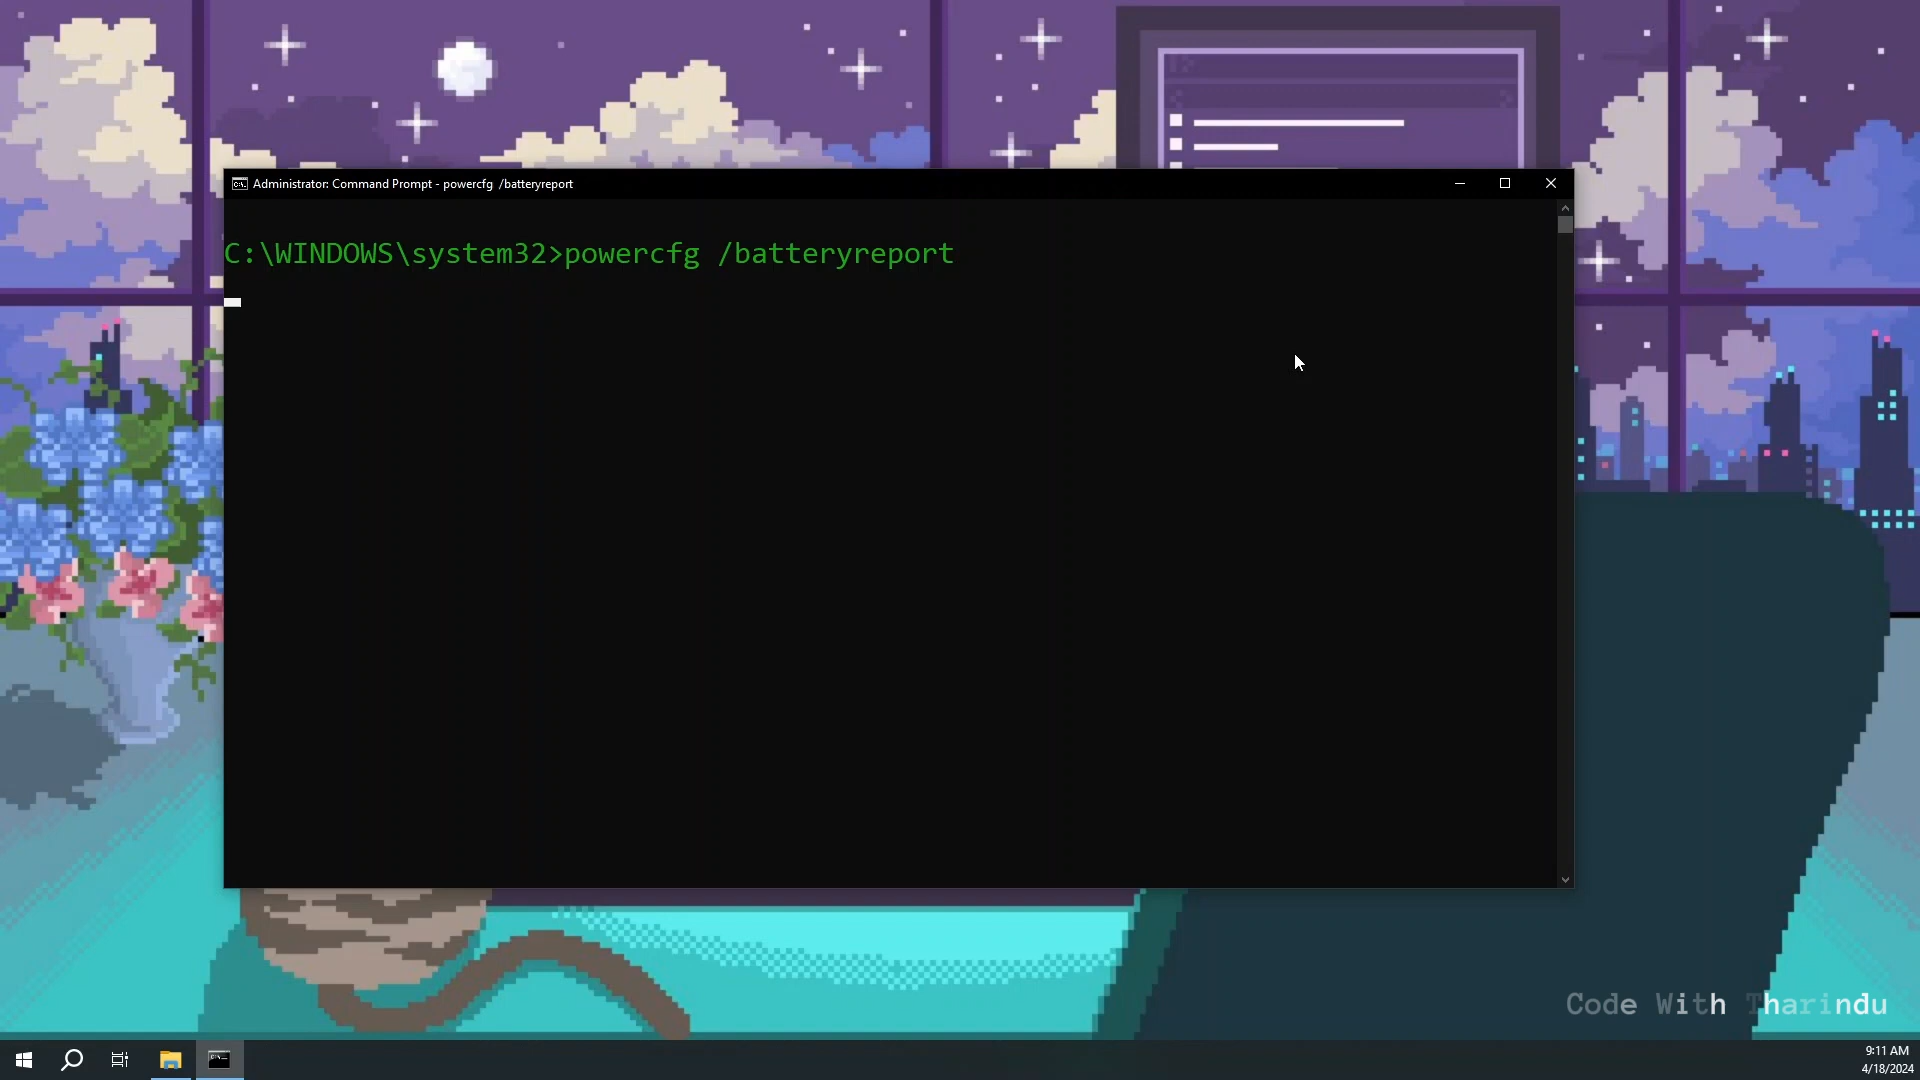 Administrator: Command Prompt - powercfg /batteryreport
C:\WINDOWS\system32>powercfg /batteryreport
Code With Tharindu
9:11 AM
4/18/2024